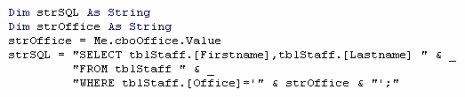 Dim strSQL As String
Dim strOffice As String
strOffice = Me.cboOffice.Value
strSQL = "SELECT tblStaff.[Firstname],tblStaff.[Lastname] " & _
"FROM tblStaff " & _
"WHERE tblStaff.[Office]='" & strOffice & "';"